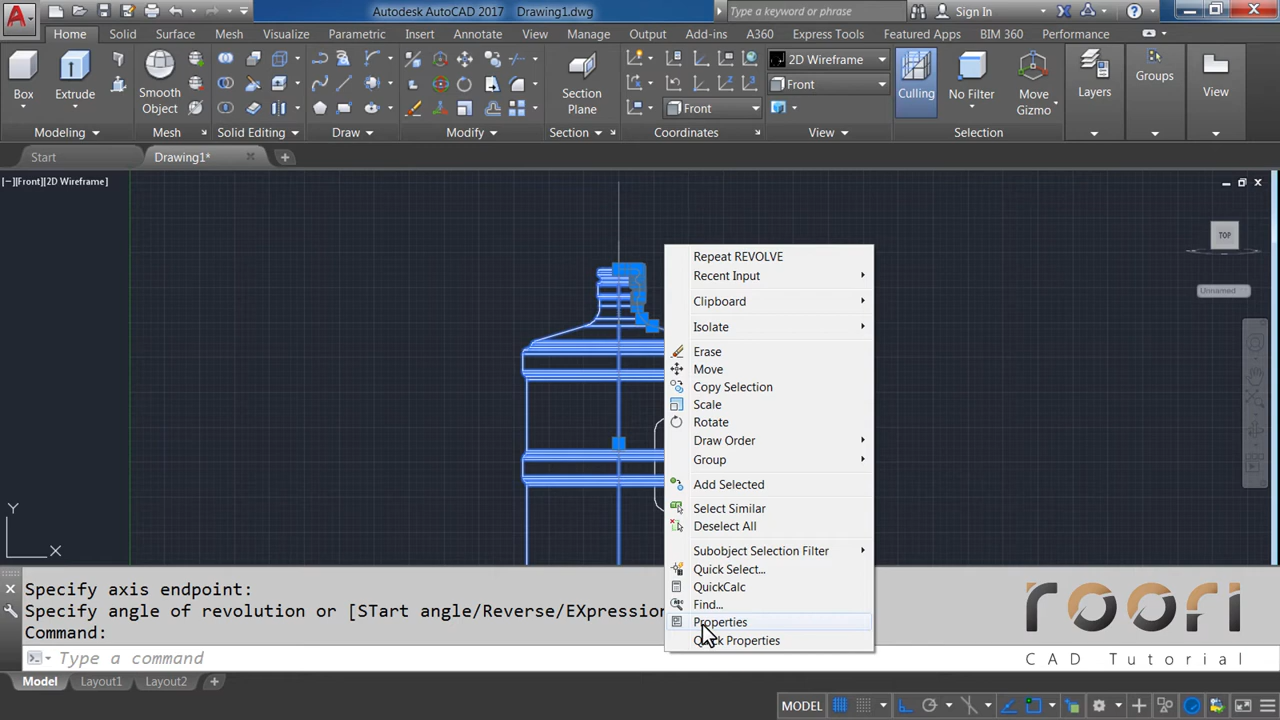 Autodesk AutoCAD 2017 Drawing1.dwg
Type a keyword or phrase
Sign In
Home Solid Surface Mesh Visualize Parametric Insert Annotate View Manage Output Add-ins A360 Express Tools Featured Apps BIM 360 Performance
2D Wireframe
Front
Front
Box
Extrude
Smooth Object
Section Plane
Culling
No Filter
Move Gizmo
Layers
Groups
View
Modeling Mesh Solid Editing Draw Modify Section Coordinates View Selection
Start Drawing1*
[−][Front][2D Wireframe]
TOP
Unnamed
Repeat REVOLVE
Recent Input
Clipboard
Isolate
Erase
Move
Copy Selection
Scale
Rotate
Draw Order
Group
Add Selected
Select Similar
Deselect All
Subobject Selection Filter
Quick Select...
QuickCalc
Find...
Properties
Quick Properties
Y
X
Specify axis endpoint:
Specify angle of revolution or [STart angle/Reverse/EXpression
Command:
Type a command
roofi
CAD Tutorial
Model Layout1 Layout2
MODEL